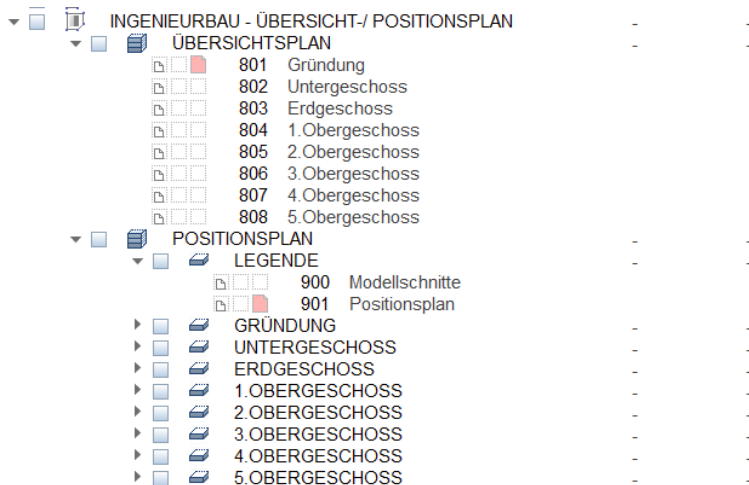 INGENIEURBAU - ÜBERSICHT-/ POSITIONSPLAN - -
ÜBERSICHTSPLAN - -
801 Gründung
802 Untergeschoss
803 Erdgeschoss
804 1.Obergeschoss
805 2.Obergeschoss
806 3.Obergeschoss
807 4.Obergeschoss
808 5.Obergeschoss
POSITIONSPLAN - -
LEGENDE - -
900 Modellschnitte
901 Positionsplan
GRÜNDUNG - -
UNTERGESCHOSS - -
ERDGESCHOSS - -
1.OBERGESCHOSS - -
2.OBERGESCHOSS - -
3.OBERGESCHOSS - -
4.OBERGESCHOSS - -
5.OBERGESCHOSS - -